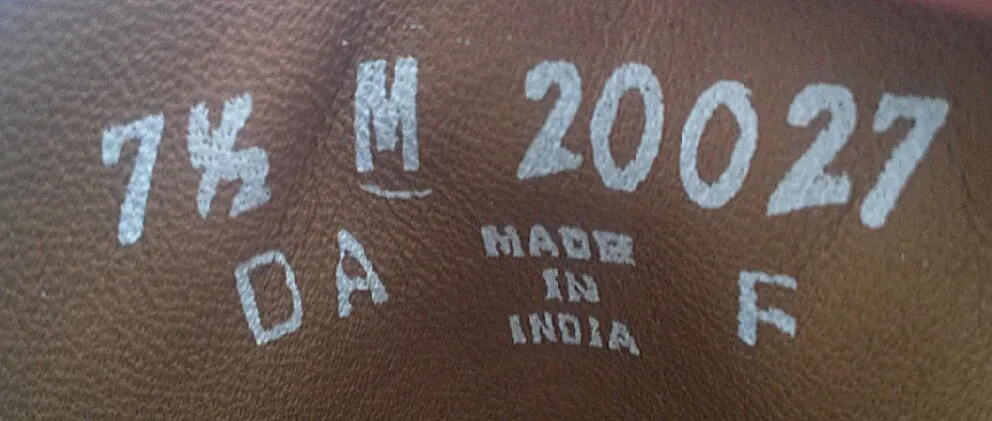 7½ M 20027
DA
MADE
IN
INDIA
F